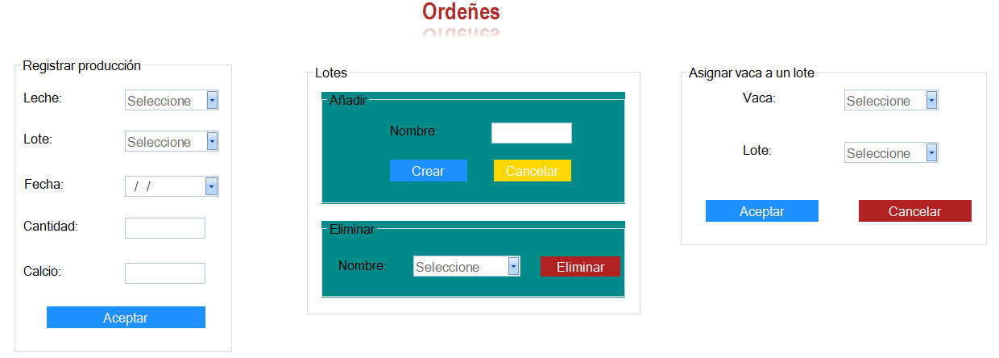 Ordeñes
Registrar producción
Leche: Seleccione
Lote: Seleccione
Fecha: / /
Cantidad:
Calcio:
Aceptar
Lotes
Añadir
Nombre:
Crear Cancelar
Eliminar
Nombre: Seleccione Eliminar
Asignar vaca a un lote
Vaca: Seleccione
Lote: Seleccione
Aceptar Cancelar